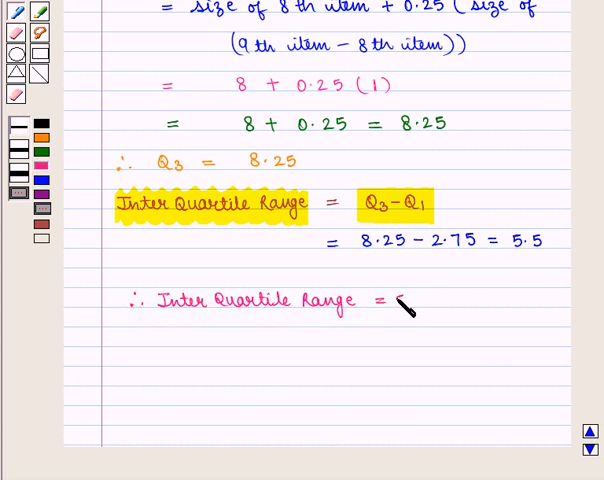 = size of 8 th item + 0.25 ( size of
(9 th item - 8 th item))
= 8 + 0.25 (1)
= 8 + 0.25 = 8.25
∴ Q3 = 8.25
Inter Quartile Range = Q3-Q1
= 8.25 - 2.75 = 5.5
∴ Inter Quartile Range =